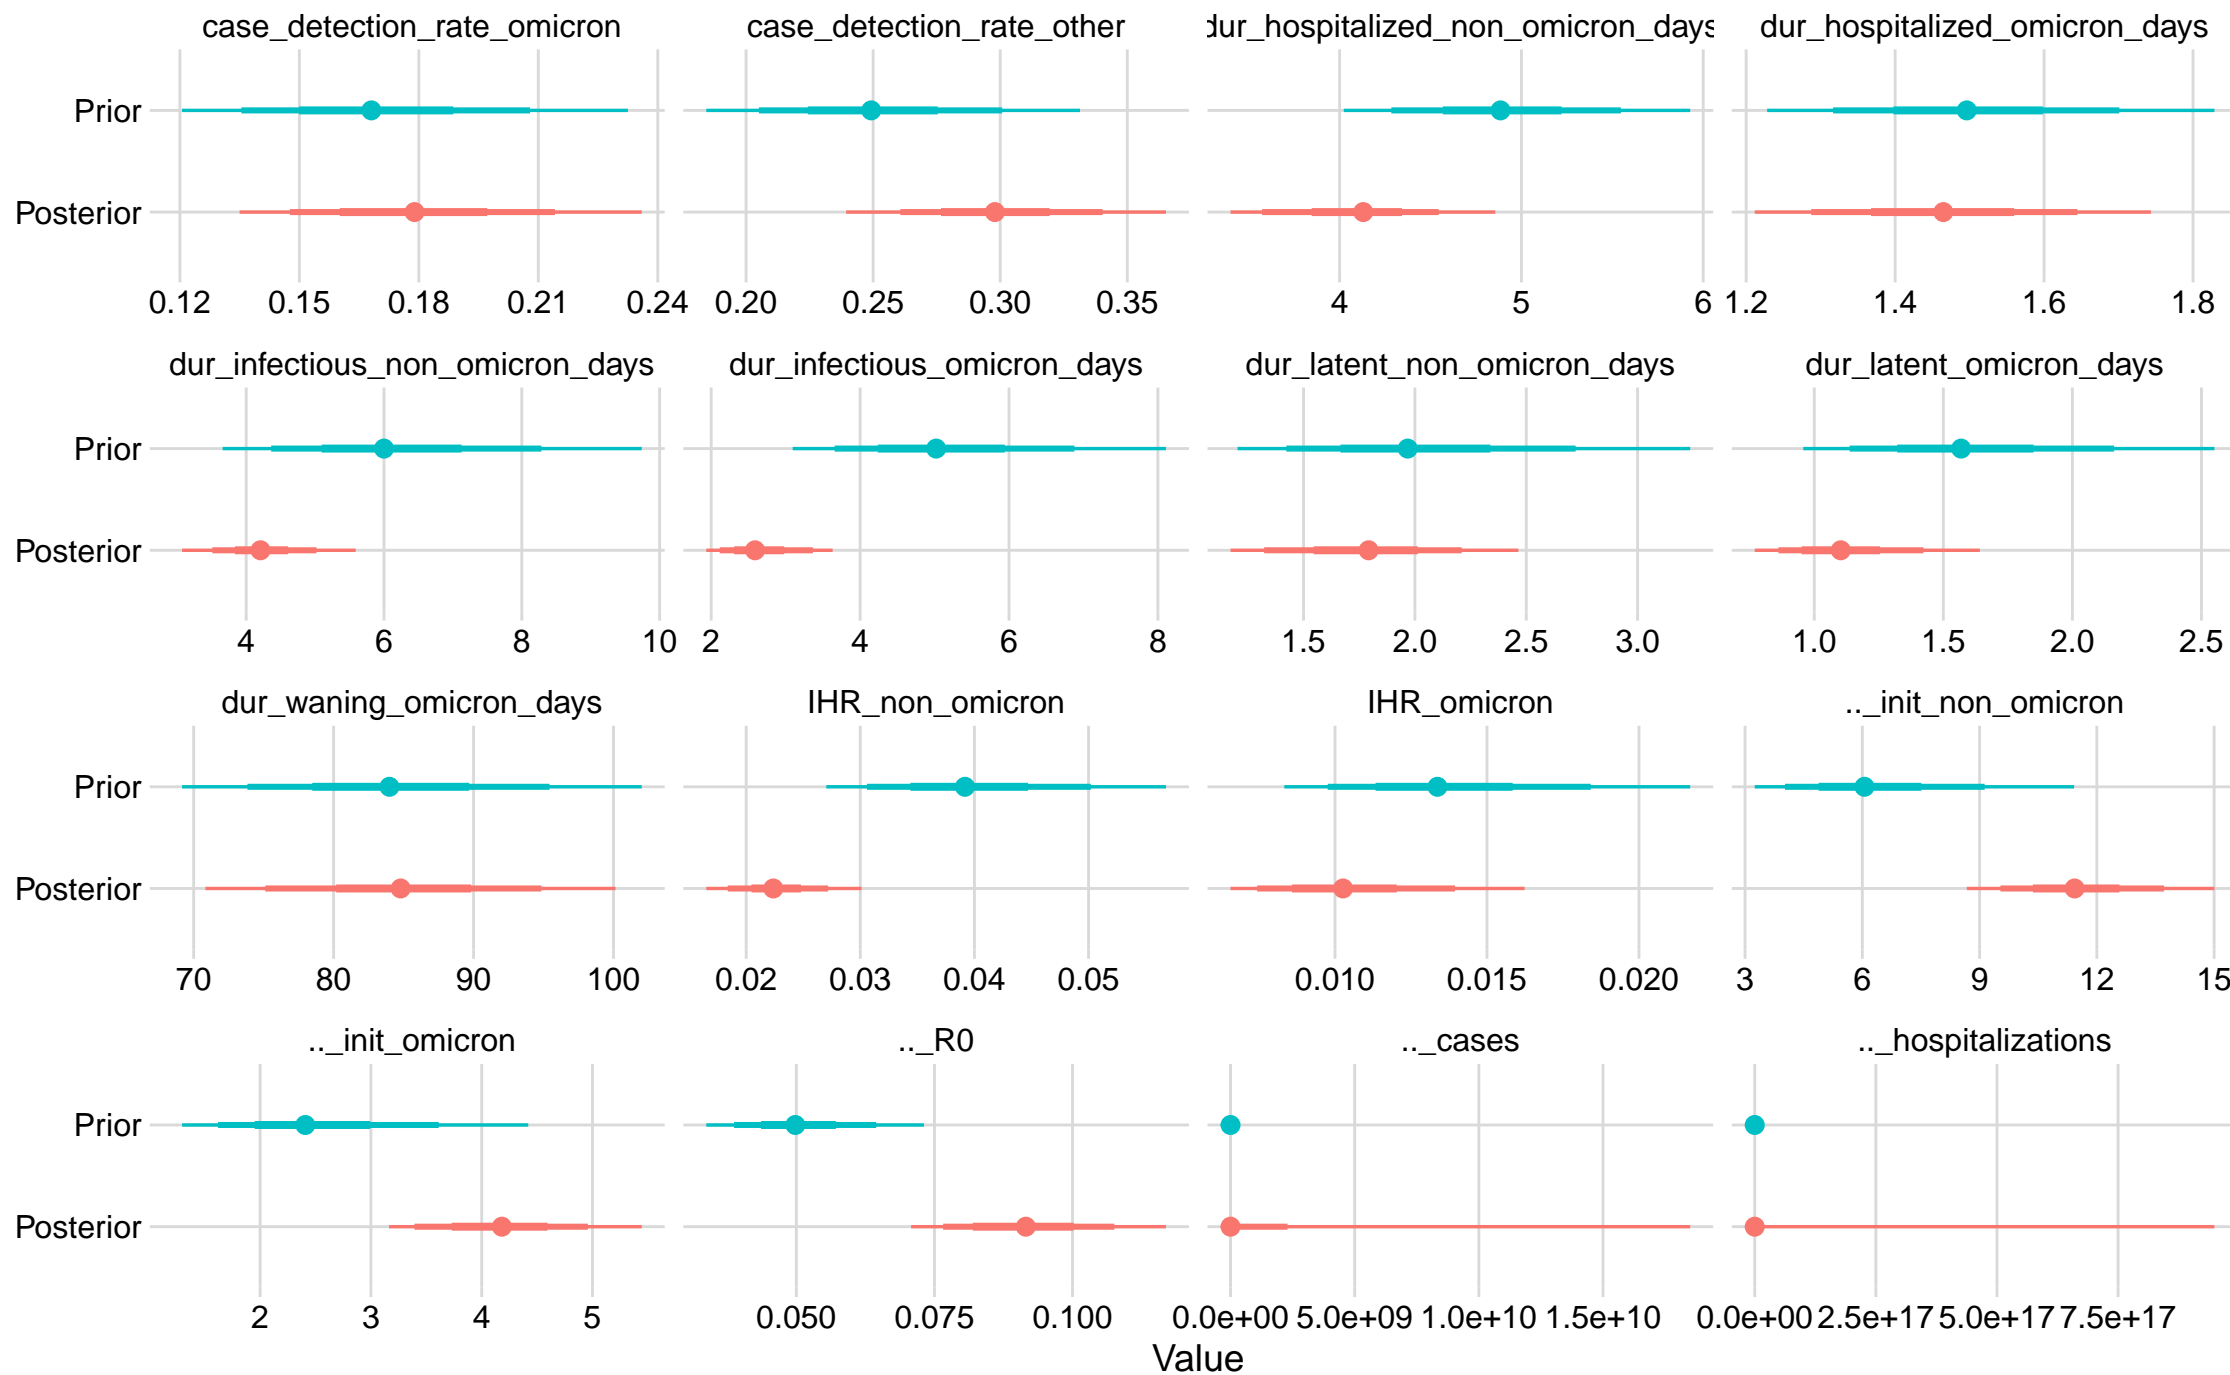 case_detection_rate_omicron case_detection_rate_other dur_hospitalized_non_omicron_days dur_hospitalized_omicron_days
Prior
Posterior
0.12 0.15 0.18 0.21 0.24 0.20 0.25 0.30 0.35 4 5 6 1.2 1.4 1.6 1.8
dur_infectious_non_omicron_days dur_infectious_omicron_days dur_latent_non_omicron_days dur_latent_omicron_days
Prior
Posterior
4 6 8 10 2 4 6 8 1.5 2.0 2.5 3.0 1.0 1.5 2.0 2.5
dur_waning_omicron_days IHR_non_omicron IHR_omicron .._init_non_omicron
Prior
Posterior
70 80 90 100 0.02 0.03 0.04 0.05 0.010 0.015 0.020 3 6 9 12 15
.._init_omicron .._R0 .._cases .._hospitalizations
Prior
Posterior
2 3 4 5 0.050 0.075 0.100 0.0e+00 5.0e+09 1.0e+10 1.5e+10 0.0e+00 2.5e+17 5.0e+17 7.5e+17
Value